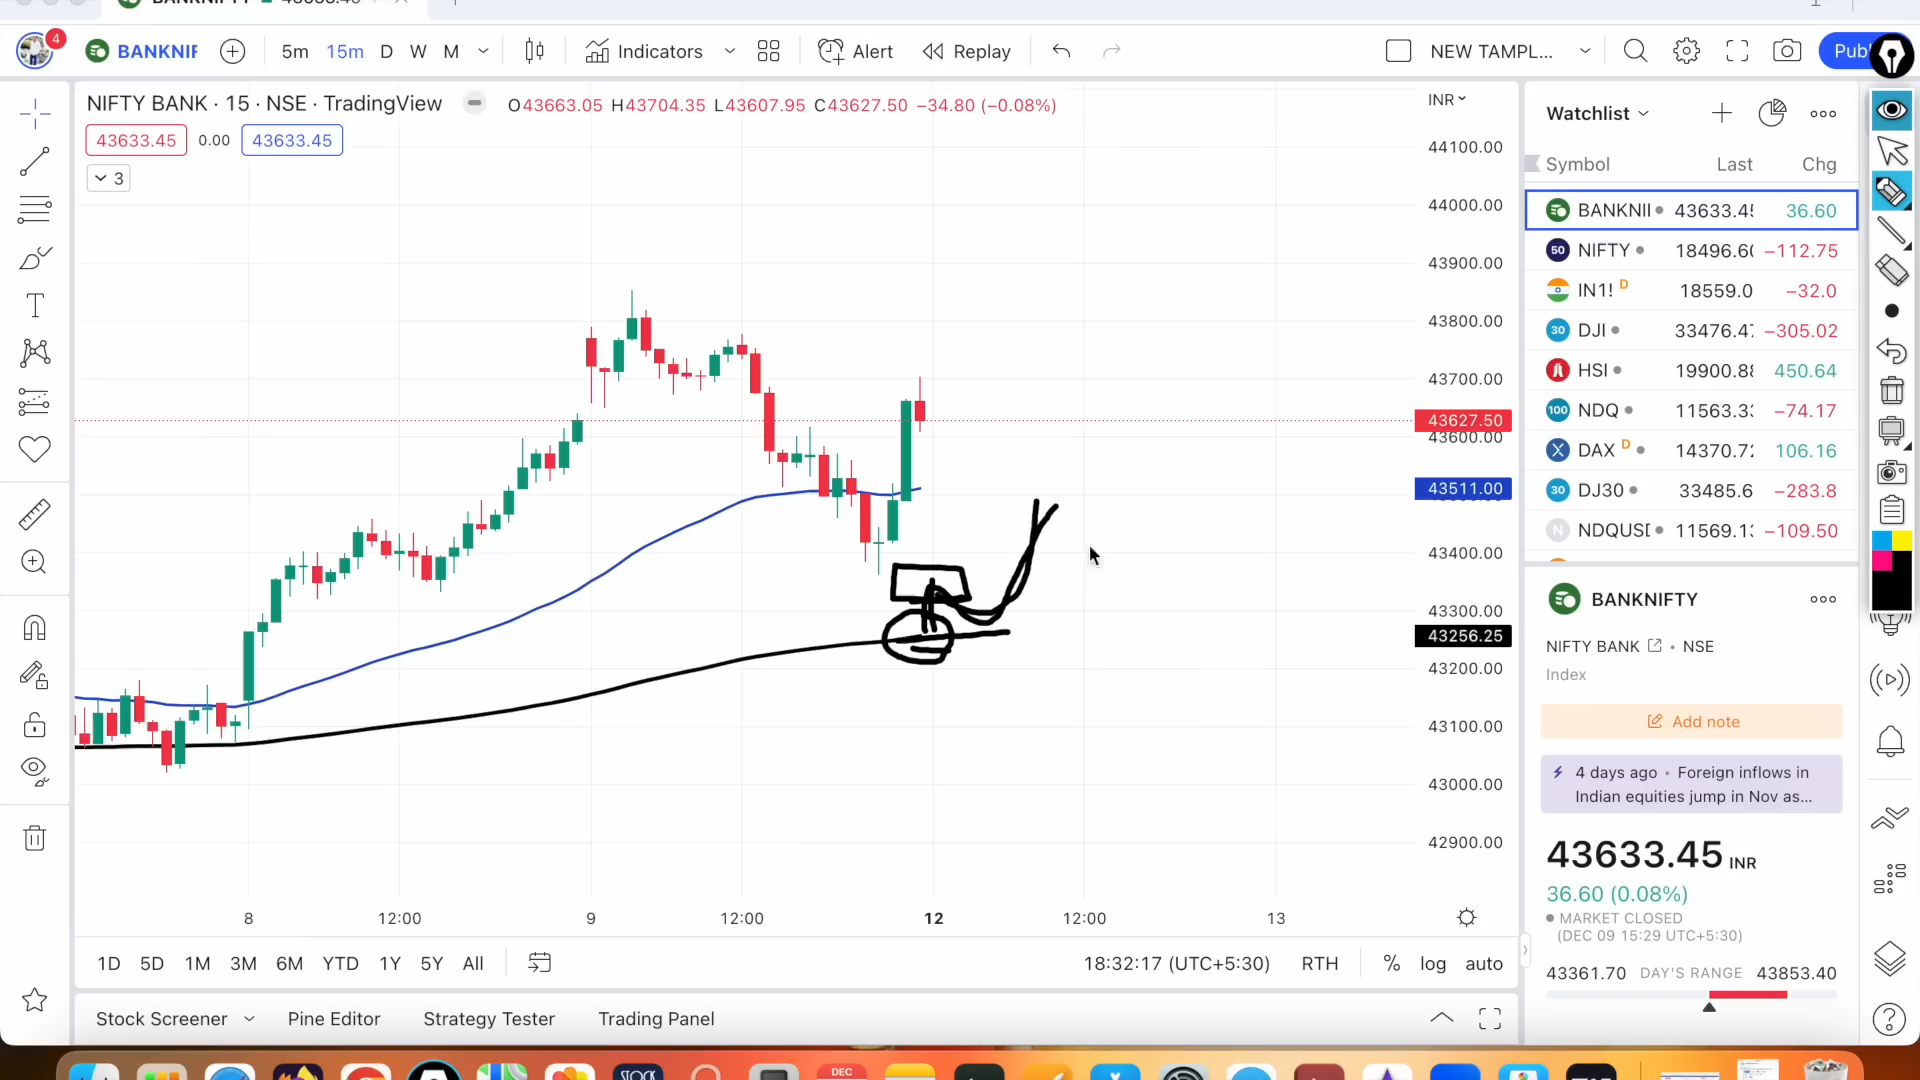 4
BANKNIF
5m 15m D W M
Indicators
Alert
Replay
NEW TAMPL...
NIFTY BANK · 15 · NSE · TradingView
O43663.05 H43704.35 L43607.95 C43627.50 −34.80 (−0.08%)
43633.45 0.00 43633.45
3
INR
44100.00
44000.00
43900.00
43800.00
43700.00
43627.50
43600.00
43511.00
43400.00
43300.00
43256.25
43200.00
43100.00
43000.00
42900.00
8 12:00 9 12:00 12 12:00 13
1D 5D 1M 3M 6M YTD 1Y 5Y All
18:32:17 (UTC+5:30) RTH % log auto
Stock Screener Pine Editor Strategy Tester Trading Panel
Watchlist
Symbol Last Chg
BANKNII 43633.4 36.60
50 NIFTY 18496.6 −112.75
IN1! D 18559.0 −32.0
30 DJI 33476.4 −305.02
HSI 19900.8 450.64
100 NDQ 11563.3 −74.17
DAX D 14370.7 106.16
30 DJ30 33485.6 −283.8
N NDQUSI 11569.1 −109.50
BANKNIFTY
NIFTY BANK • NSE
Index
Add note
4 days ago • Foreign inflows in
Indian equities jump in Nov as...
43633.45 INR
36.60 (0.08%)
MARKET CLOSED
(DEC 09 15:29 UTC+5:30)
43361.70 DAY'S RANGE 43853.40
STOCK
DEC